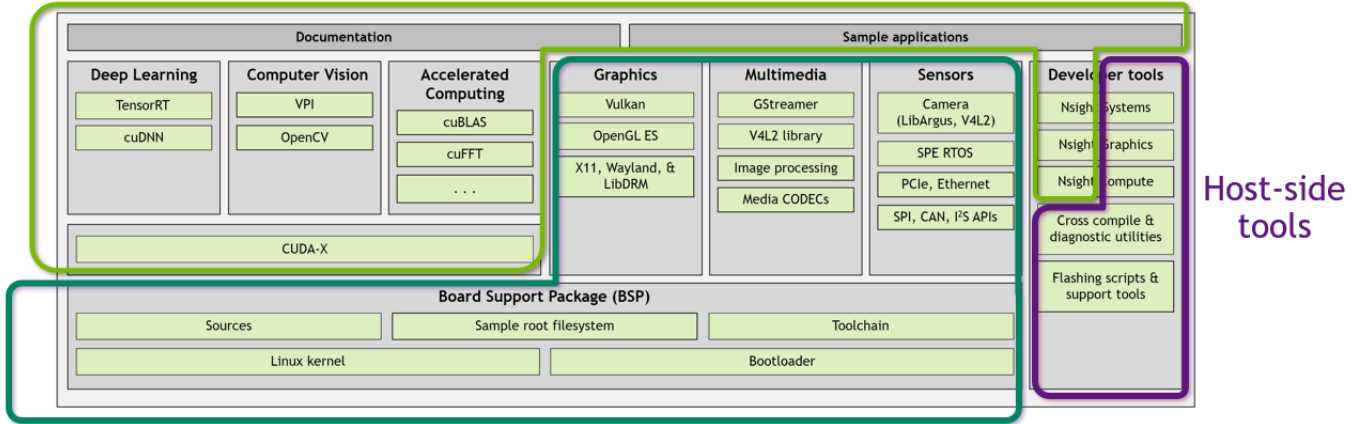 Documentation
Sample applications
Deep Learning
TensorRT
cuDNN
Computer Vision
VPI
OpenCV
Accelerated
Computing
cuBLAS
cuFFT
. . .
CUDA-X
Graphics
Vulkan
OpenGL ES
X11, Wayland, &
LibDRM
Multimedia
GStreamer
V4L2 library
Image processing
Media CODECs
Sensors
Camera
(LibArgus, V4L2)
SPE RTOS
PCIe, Ethernet
SPI, CAN, I²S APIs
Developer tools
Nsight Systems
Nsight Graphics
Nsight Compute
Cross compile &
diagnostic utilities
Flashing scripts &
support tools
Host-side
tools
Board Support Package (BSP)
Sources
Sample root filesystem
Toolchain
Linux kernel
Bootloader